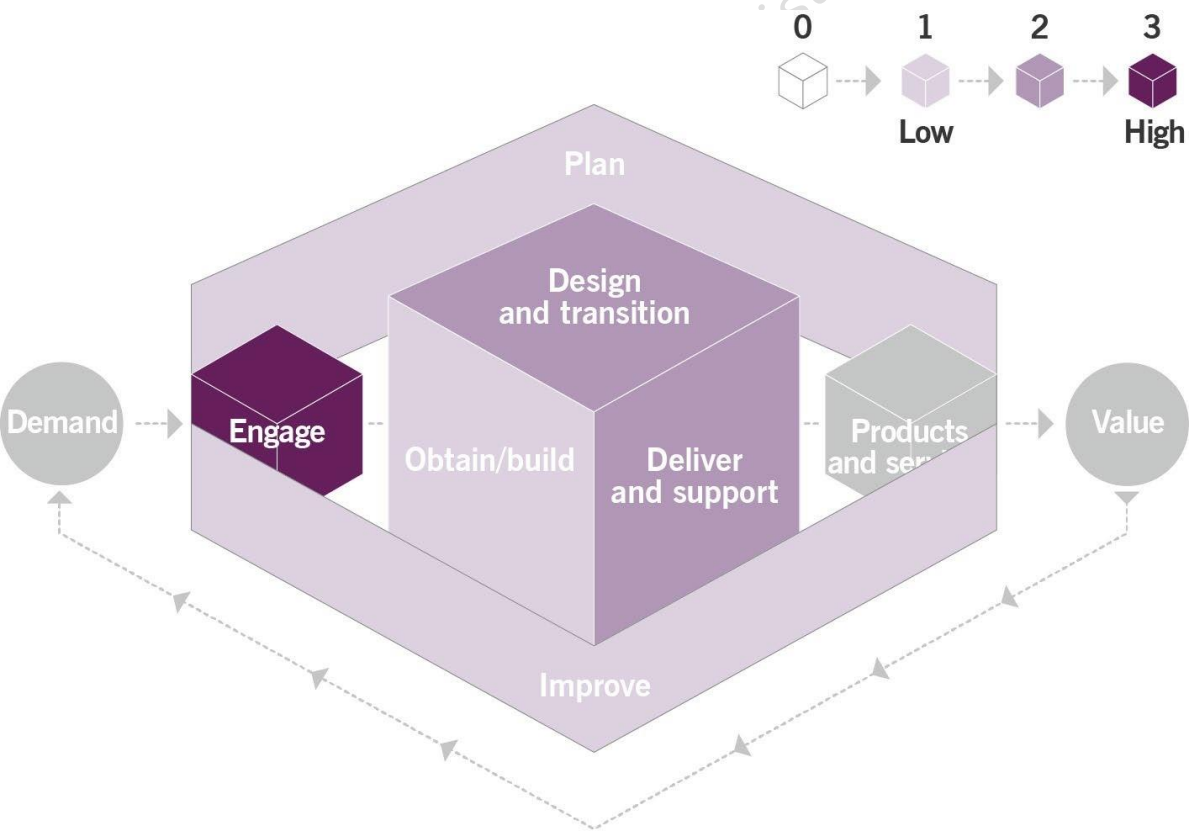 0 1 2 3
Low High
Plan
Design
and transition
Demand
Engage
Obtain/build
Deliver
and support
Products
and
Value
Improve